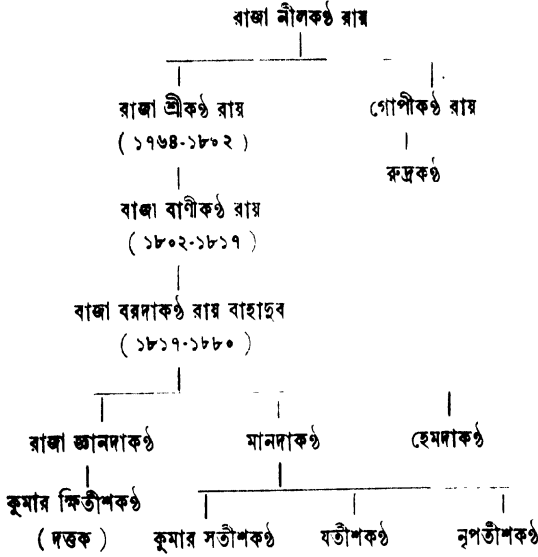 রাজা নীলকণ্ঠ রায়
রাজা শ্রীকণ্ঠ রায় গোপীকণ্ঠ রায়
( ১৭৬৪-১৮০২ )
রুদ্রকণ্ঠ
বাজা বাণীকণ্ঠ রায়
( ১৮০২-১৮১৭ )
বাজা বরদাকণ্ঠ রায় বাহাদুব
( ১৮১৭-১৮৮০ )
রাজা জ্ঞানদাকণ্ঠ মানদাকণ্ঠ হেমদাকণ্ঠ
কুমার ক্ষিতীশকণ্ঠ
( দত্তক ) কুমার সতীশকণ্ঠ যতীশকণ্ঠ নৃপতীশকণ্ঠ